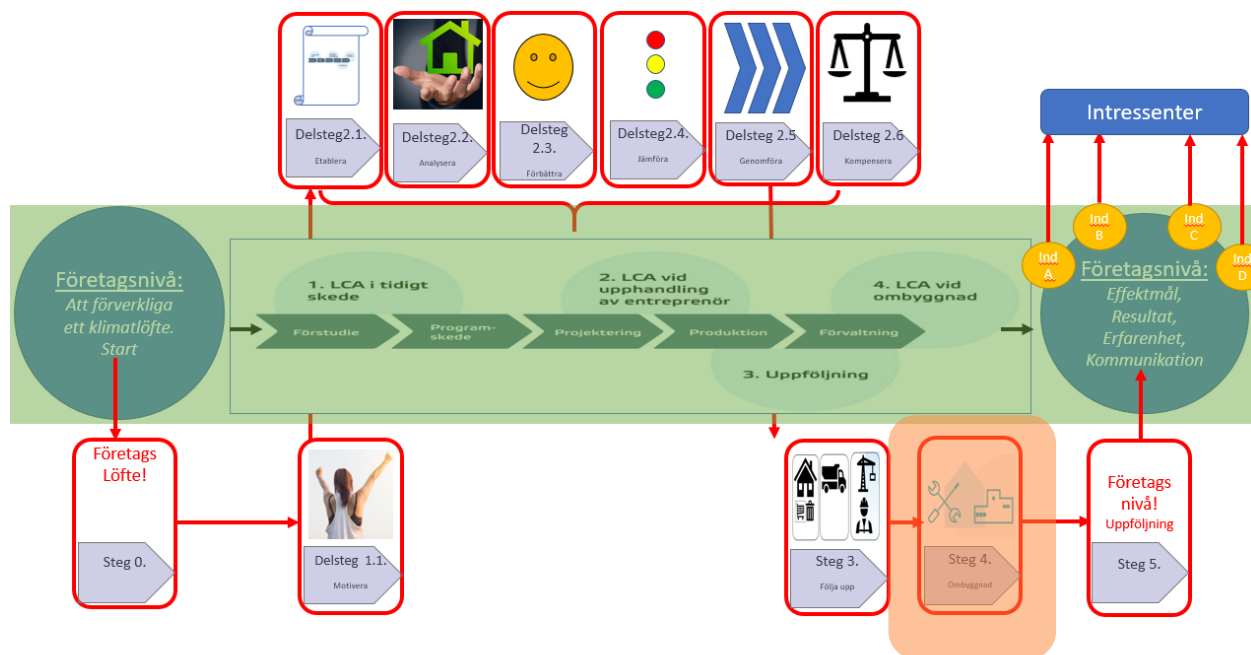 Delsteg2.1.
Etablera
Delsteg2.2.
Analysera
Delsteg
2.3.
Förbättra
Delsteg2.4.
Jämföra
Delsteg 2.5
Genomföra
Delsteg 2.6
Kompensera
Intressenter
Ind
A
Ind
B
Ind
C
Ind
D
Företagsnivå:
Att förverkliga
ett klimatlöfte.
Start
1. LCA i tidigt
skede
2. LCA vid
upphandling
av entreprenör
4. LCA vid
ombyggnad
Förstudie
Program-
skede
Projektering
Produktion
Förvaltning
3. Uppföljning
Företagsnivå:
Effektmål,
Resultat,
Erfarenhet,
Kommunikation
Företags
Löfte!
Steg 0.
Delsteg 1.1.
Motivera
Steg 3.
Följa upp
Steg 4.
Ombyggnad
Företags
nivå!
Uppföljning
Steg 5.